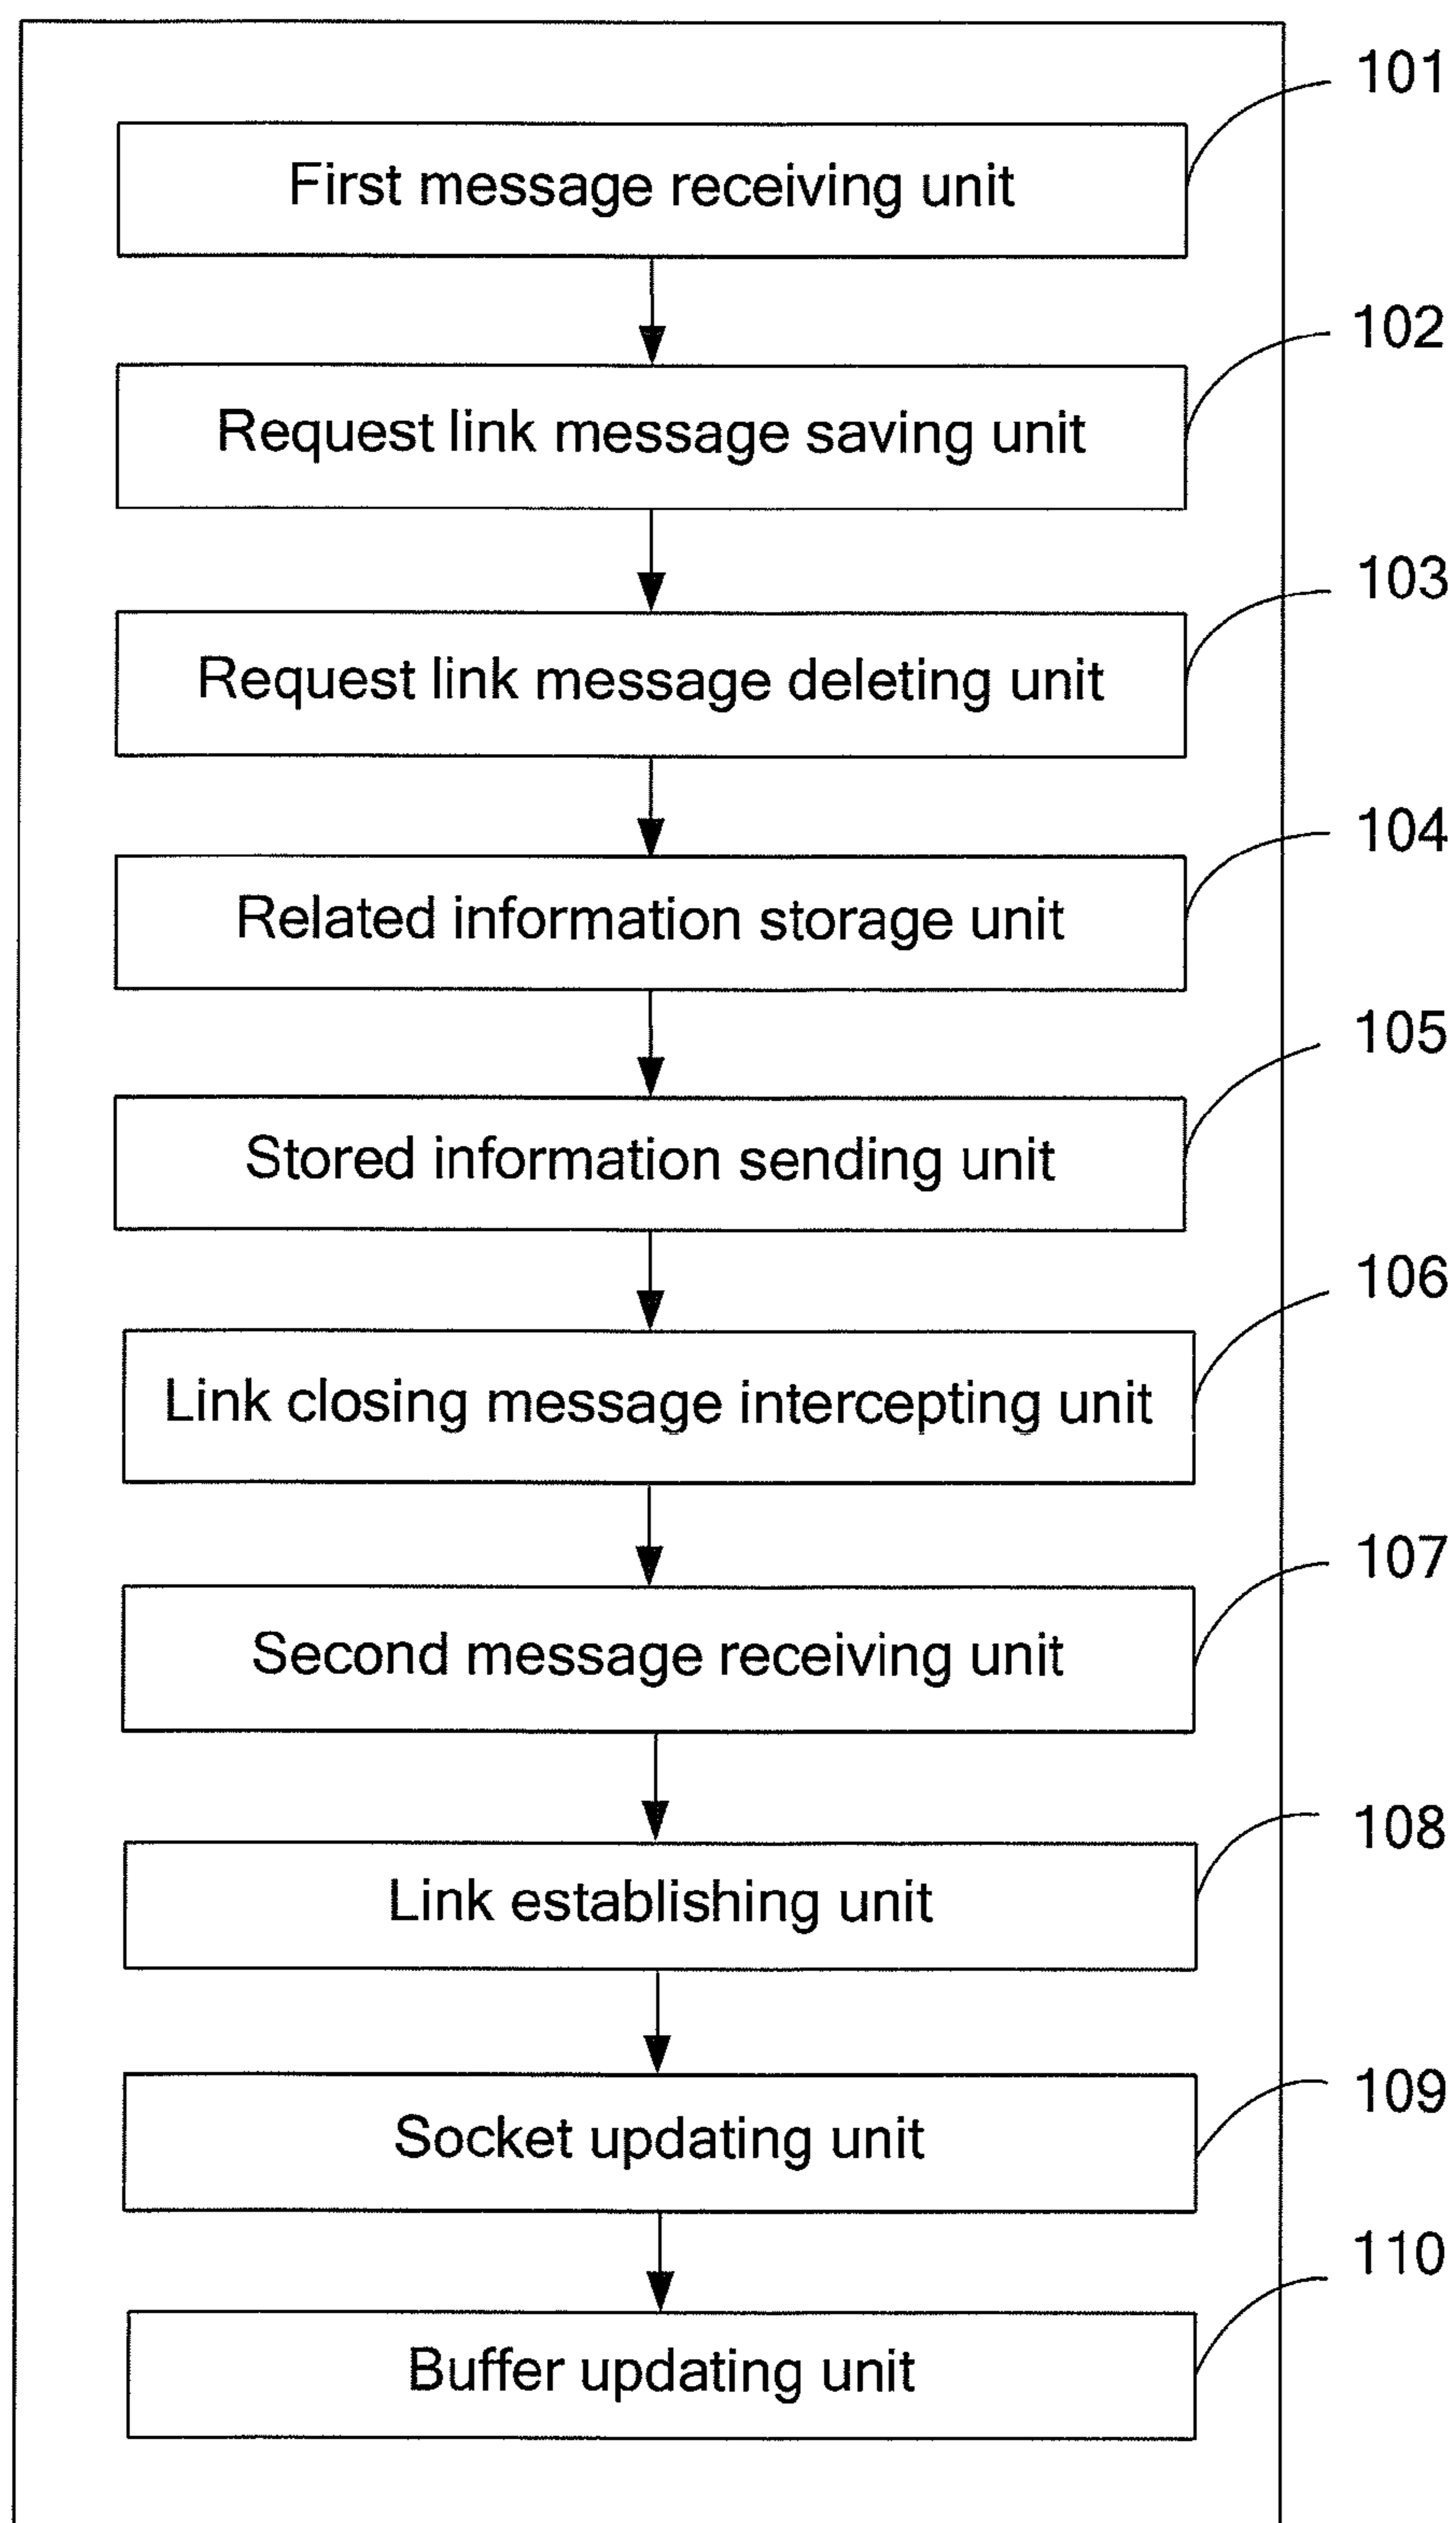 101
First message receiving unit
102
Request link message saving unit
103
Request link message deleting unit
104
Related information storage unit
105
Stored information sending unit
106
Link closing message intercepting unit
107
Second message receiving unit
108
Link establishing unit
109
Socket updating unit
110
Buffer updating unit